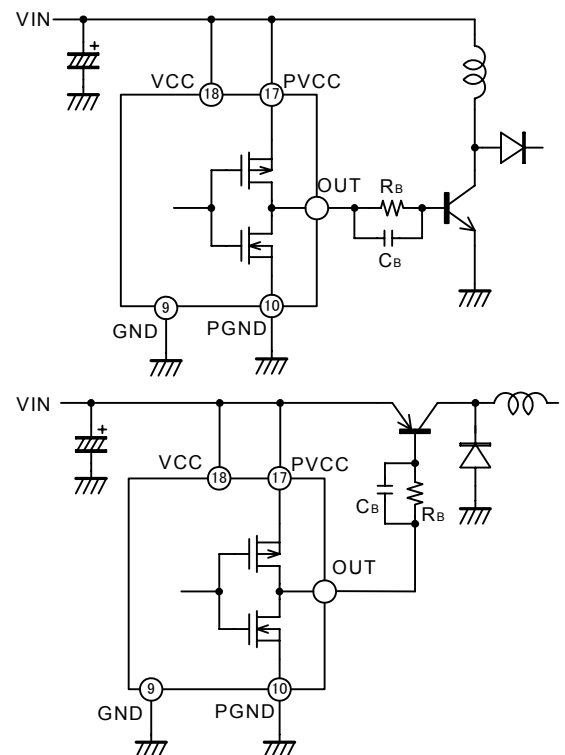 VIN
+
VCC
PVCC
18
17
OUT
RB
CB
9
10
GND
PGND
VIN
+
VCC
PVCC
18
17
CB
RB
OUT
9
10
GND
PGND